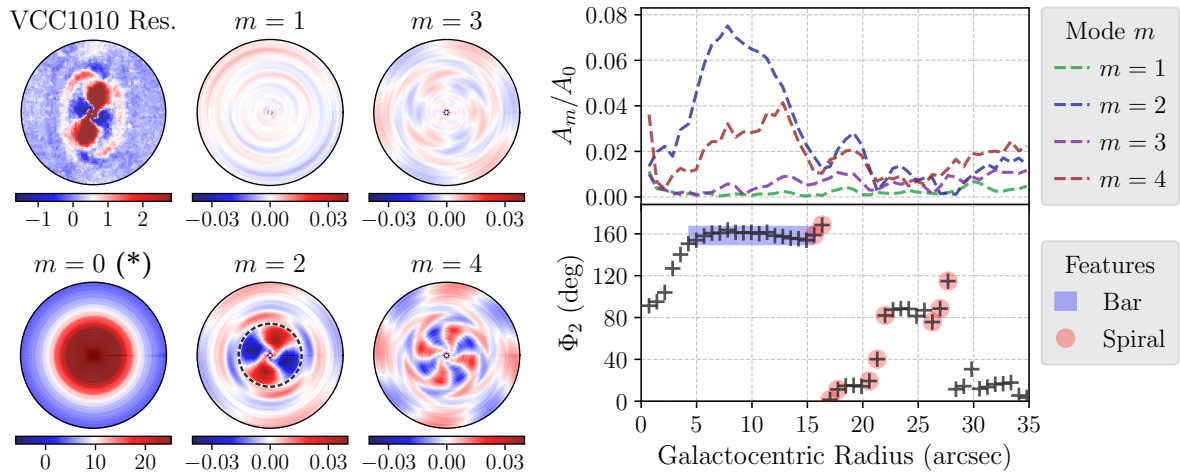 VCC1010 Res.
m = 1
m = 3
−1 0 1 2
−0.03 0.00 0.03
−0.03 0.00 0.03
m = 0 (*)
m = 2
m = 4
0 10 20
−0.03 0.00 0.03
−0.03 0.00 0.03
A_m/A_0
0.08
0.06
0.04
0.02
0.00
Φ_2 (deg)
160
120
80
40
0
0 5 10 15 20 25 30 35
Galactocentric Radius (arcsec)
Mode m
m = 1
m = 2
m = 3
m = 4
Features
Bar
Spiral